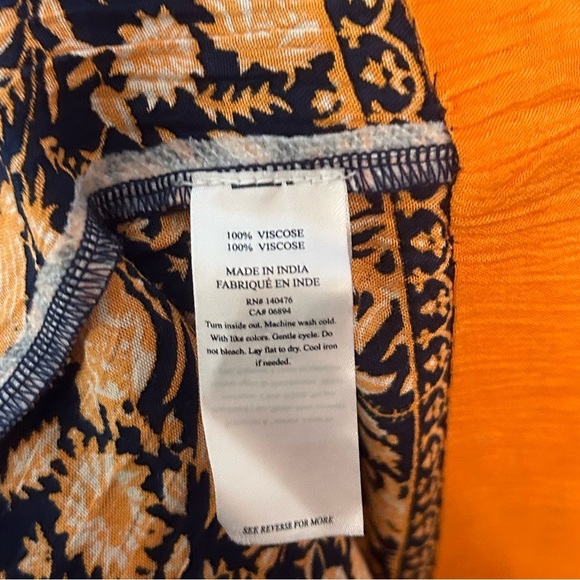 100% VISCOSE
100% VISCOSE
MADE IN INDIA
FABRIQUÉ EN INDE
RN# 140476
CA# 06894
Turn inside out. Machine wash cold.
With like colors. Gentle cycle. Do
not bleach. Lay flat to dry. Cool iron
if needed.
SEE REVERSE FOR MORE